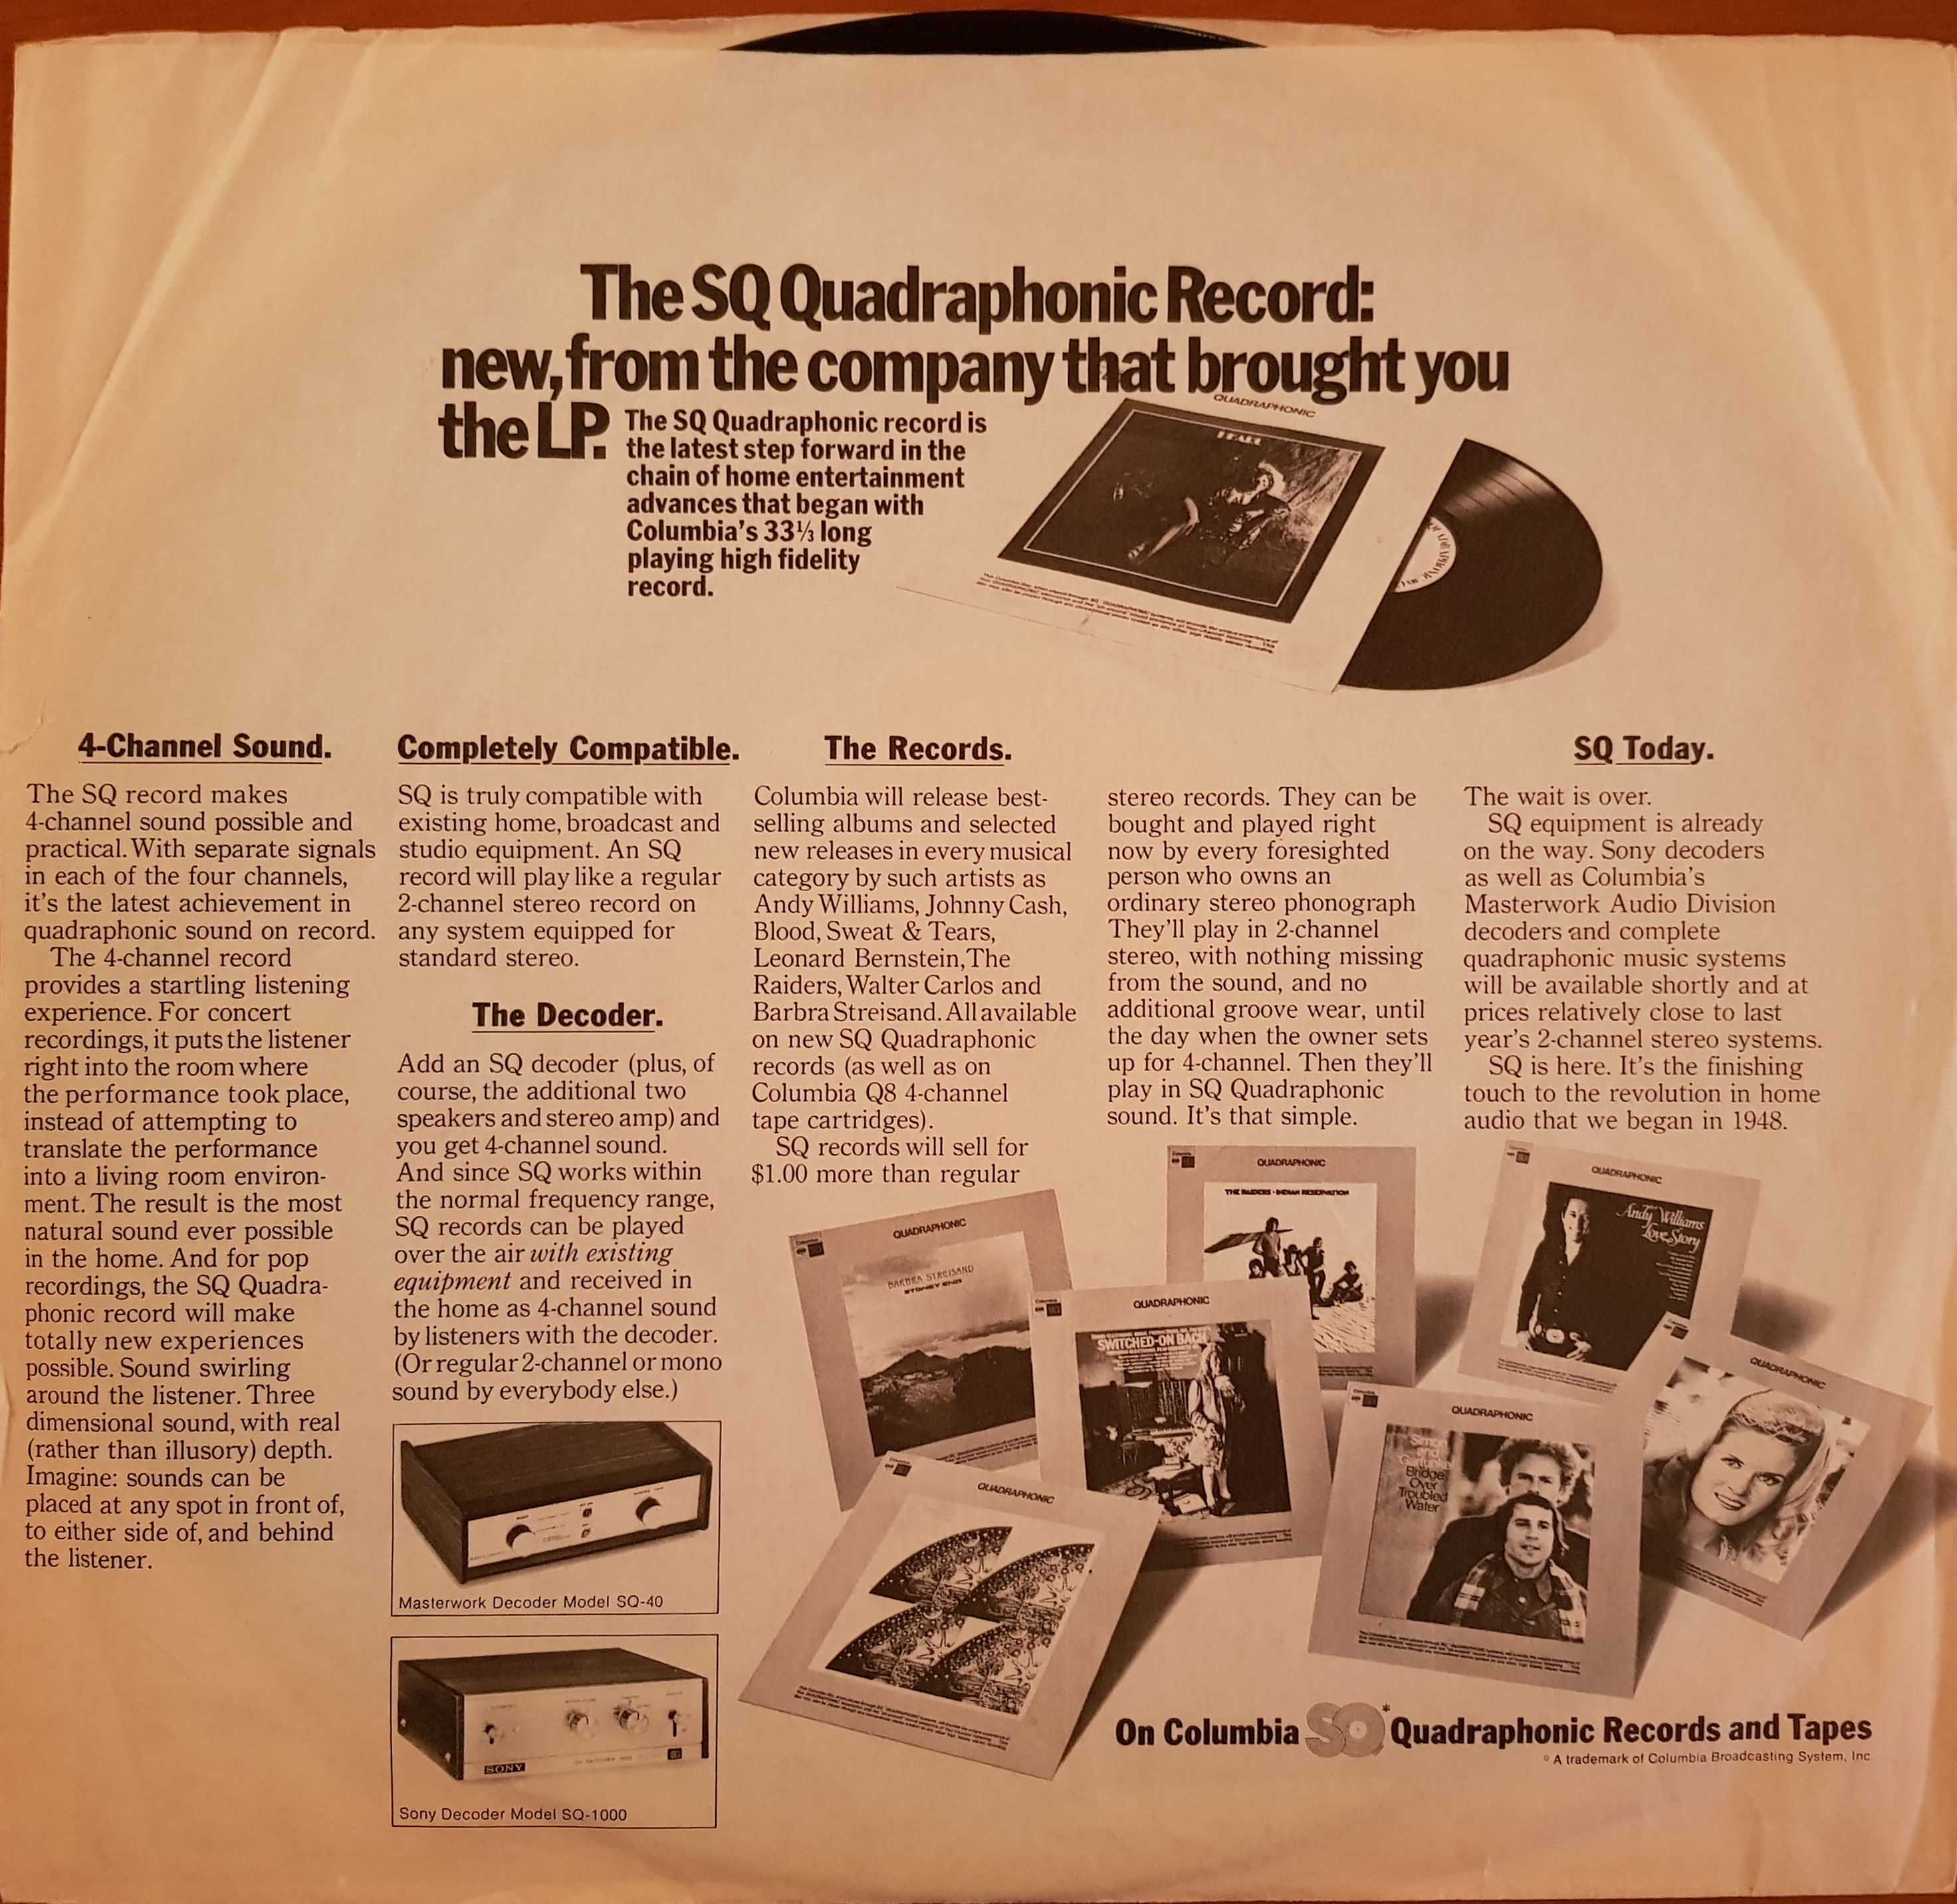 The SQ Quadraphonic Record:
new, from the company that brought you
the LP.
The SQ Quadraphonic record is
the latest step forward in the
chain of home entertainment
advances that began with
Columbia's 33⅓ long
playing high fidelity
record.
QUADRAPHONIC
PEARL
4-Channel Sound.
The SQ record makes
4-channel sound possible and
practical. With separate signals
in each of the four channels,
it's the latest achievement in
quadraphonic sound on record.
The 4-channel record
provides a startling listening
experience. For concert
recordings, it puts the listener
right into the room where
the performance took place,
instead of attempting to
translate the performance
into a living room environ-
ment. The result is the most
natural sound ever possible
in the home. And for pop
recordings, the SQ Quadra-
phonic record will make
totally new experiences
possible. Sound swirling
around the listener. Three
dimensional sound, with real
(rather than illusory) depth.
Imagine: sounds can be
placed at any spot in front of,
to either side of, and behind
the listener.
Completely Compatible.
SQ is truly compatible with
existing home, broadcast and
studio equipment. An SQ
record will play like a regular
2-channel stereo record on
any system equipped for
standard stereo.
The Decoder.
Add an SQ decoder (plus, of
course, the additional two
speakers and stereo amp) and
you get 4-channel sound.
And since SQ works within
the normal frequency range,
SQ records can be played
over the air with existing
equipment and received in
the home as 4-channel sound
by listeners with the decoder.
(Or regular 2-channel or mono
sound by everybody else.)
Masterwork Decoder Model SQ-40
SONY
Sony Decoder Model SQ-1000
The Records.
Columbia will release best-
selling albums and selected
new releases in every musical
category by such artists as
Andy Williams, Johnny Cash,
Blood, Sweat & Tears,
Leonard Bernstein, The
Raiders, Walter Carlos and
Barbra Streisand. All available
on new SQ Quadraphonic
records (as well as on
Columbia Q8 4-channel
tape cartridges).
SQ records will sell for
$1.00 more than regular
stereo records. They can be
bought and played right
now by every foresighted
person who owns an
ordinary stereo phonograph
They'll play in 2-channel
stereo, with nothing missing
from the sound, and no
additional groove wear, until
the day when the owner sets
up for 4-channel. Then they'll
play in SQ Quadraphonic
sound. It's that simple.
SQ Today.
The wait is over.
SQ equipment is already
on the way. Sony decoders
as well as Columbia's
Masterwork Audio Division
decoders and complete
quadraphonic music systems
will be available shortly and at
prices relatively close to last
year's 2-channel stereo systems.
SQ is here. It's the finishing
touch to the revolution in home
audio that we began in 1948.
QUADRAPHONIC
BARBRA STREISAND
STONEY END
QUADRAPHONIC
THE RAIDERS · INDIAN RESERVATION
QUADRAPHONIC
Andy Williams
Love Story
QUADRAPHONIC
SWITCHED-ON BACH
QUADRAPHONIC
QUADRAPHONIC
Simon
Bridge
Over
Troubled
Water
QUADRAPHONIC
On Columbia SQ* Quadraphonic Records and Tapes
° A trademark of Columbia Broadcasting System, Inc